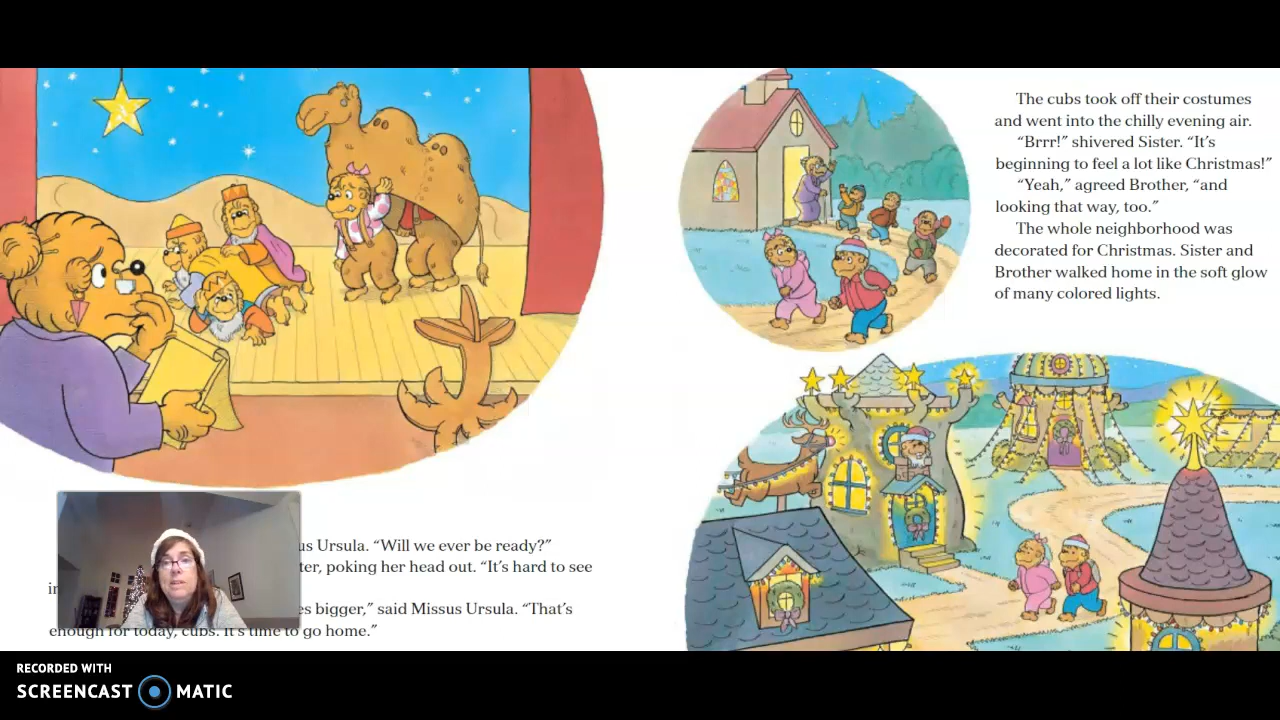 us Ursula. “Will we ever be ready?”
ter, poking her head out. “It’s hard to see
in
es bigger,” said Missus Ursula. “That’s
enough for today, cubs. It’s time to go home.”
The cubs took off their costumes
and went into the chilly evening air.
“Brrr!” shivered Sister. “It’s
beginning to feel a lot like Christmas!”
“Yeah,” agreed Brother, “and
looking that way, too.”
The whole neighborhood was
decorated for Christmas. Sister and
Brother walked home in the soft glow
of many colored lights.
RECORDED WITH
SCREENCAST MATIC